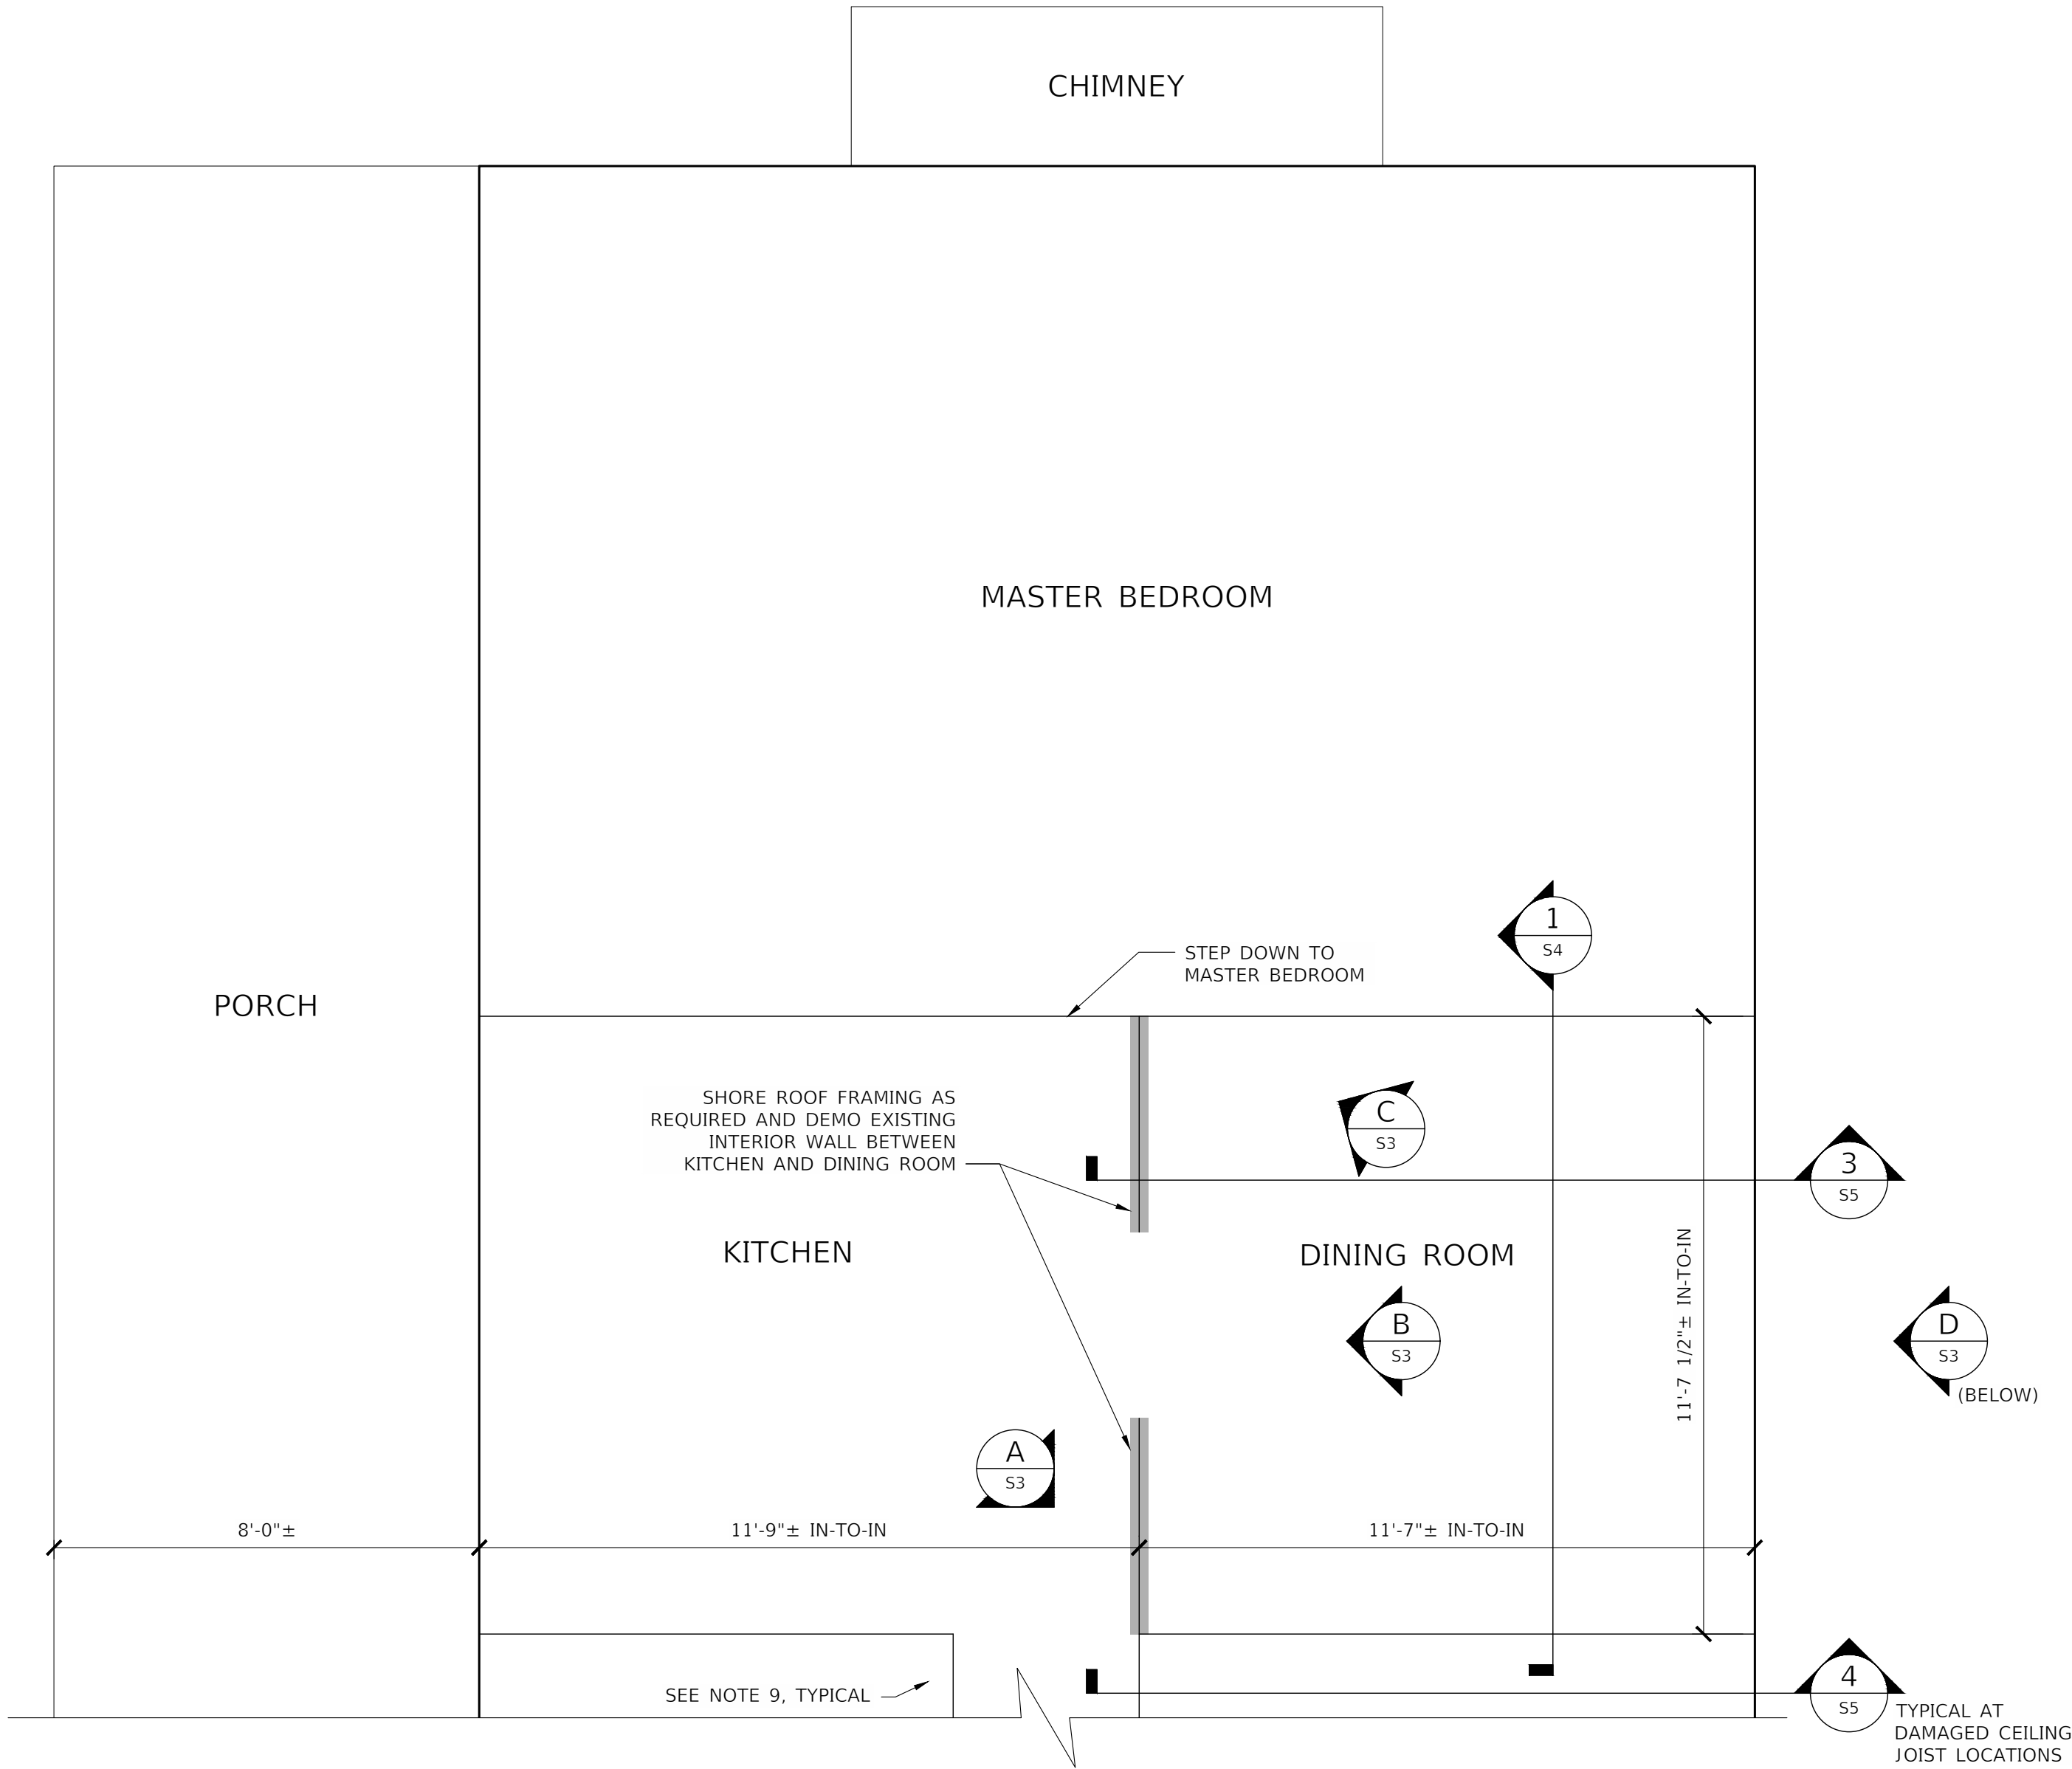 CHIMNEY
MASTER BEDROOM
1
S4
STEP DOWN TO
MASTER BEDROOM
PORCH
SHORE ROOF FRAMING AS
REQUIRED AND DEMO EXISTING
INTERIOR WALL BETWEEN
KITCHEN AND DINING ROOM
C
S3
3
S5
KITCHEN
DINING ROOM
11'-7 1/2"± IN-TO-IN
B
S3
D
S3
(BELOW)
A
S3
8'-0"±
11'-9"± IN-TO-IN
11'-7"± IN-TO-IN
SEE NOTE 9, TYPICAL
4
S5
TYPICAL AT
DAMAGED CEILING
JOIST LOCATIONS